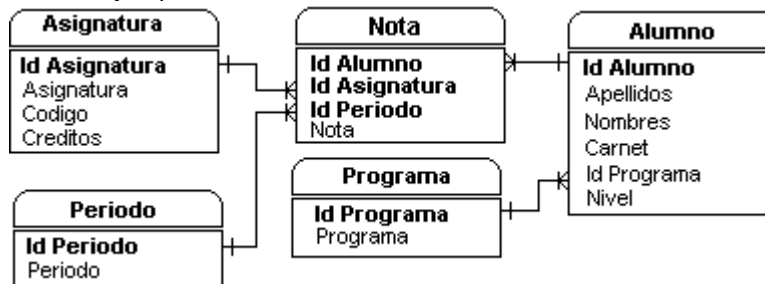 Asignatura
Id Asignatura
Asignatura
Codigo
Creditos
Nota
Id Alumno
Id Asignatura
Id Periodo
Nota
Alumno
Id Alumno
Apellidos
Nombres
Carnet
Id Programa
Nivel
Programa
Id Programa
Programa
Periodo
Id Periodo
Periodo